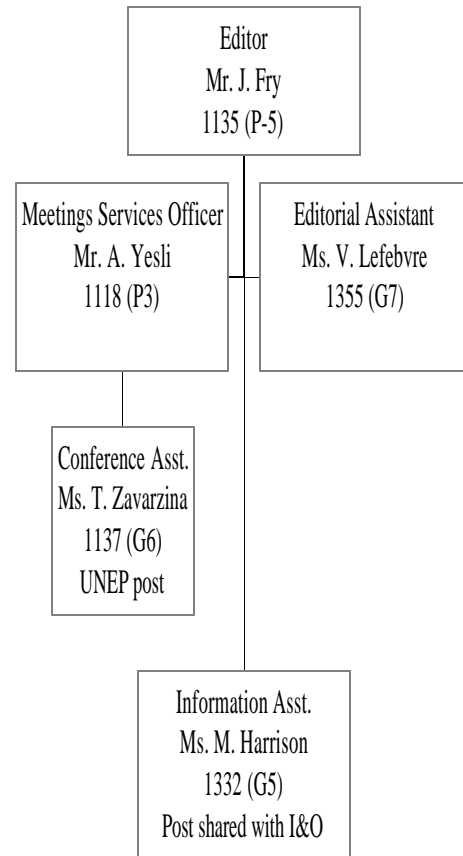 Editor
Mr. J. Fry
1135 (P-5)
Meetings Services Officer
Mr. A. Yesli
1118 (P3)
Editorial Assistant
Ms. V. Lefebvre
1355 (G7)
Conference Asst.
Ms. T. Zavarzina
1137 (G6)
UNEP post
Information Asst.
Ms. M. Harrison
1332 (G5)
Post shared with I&O